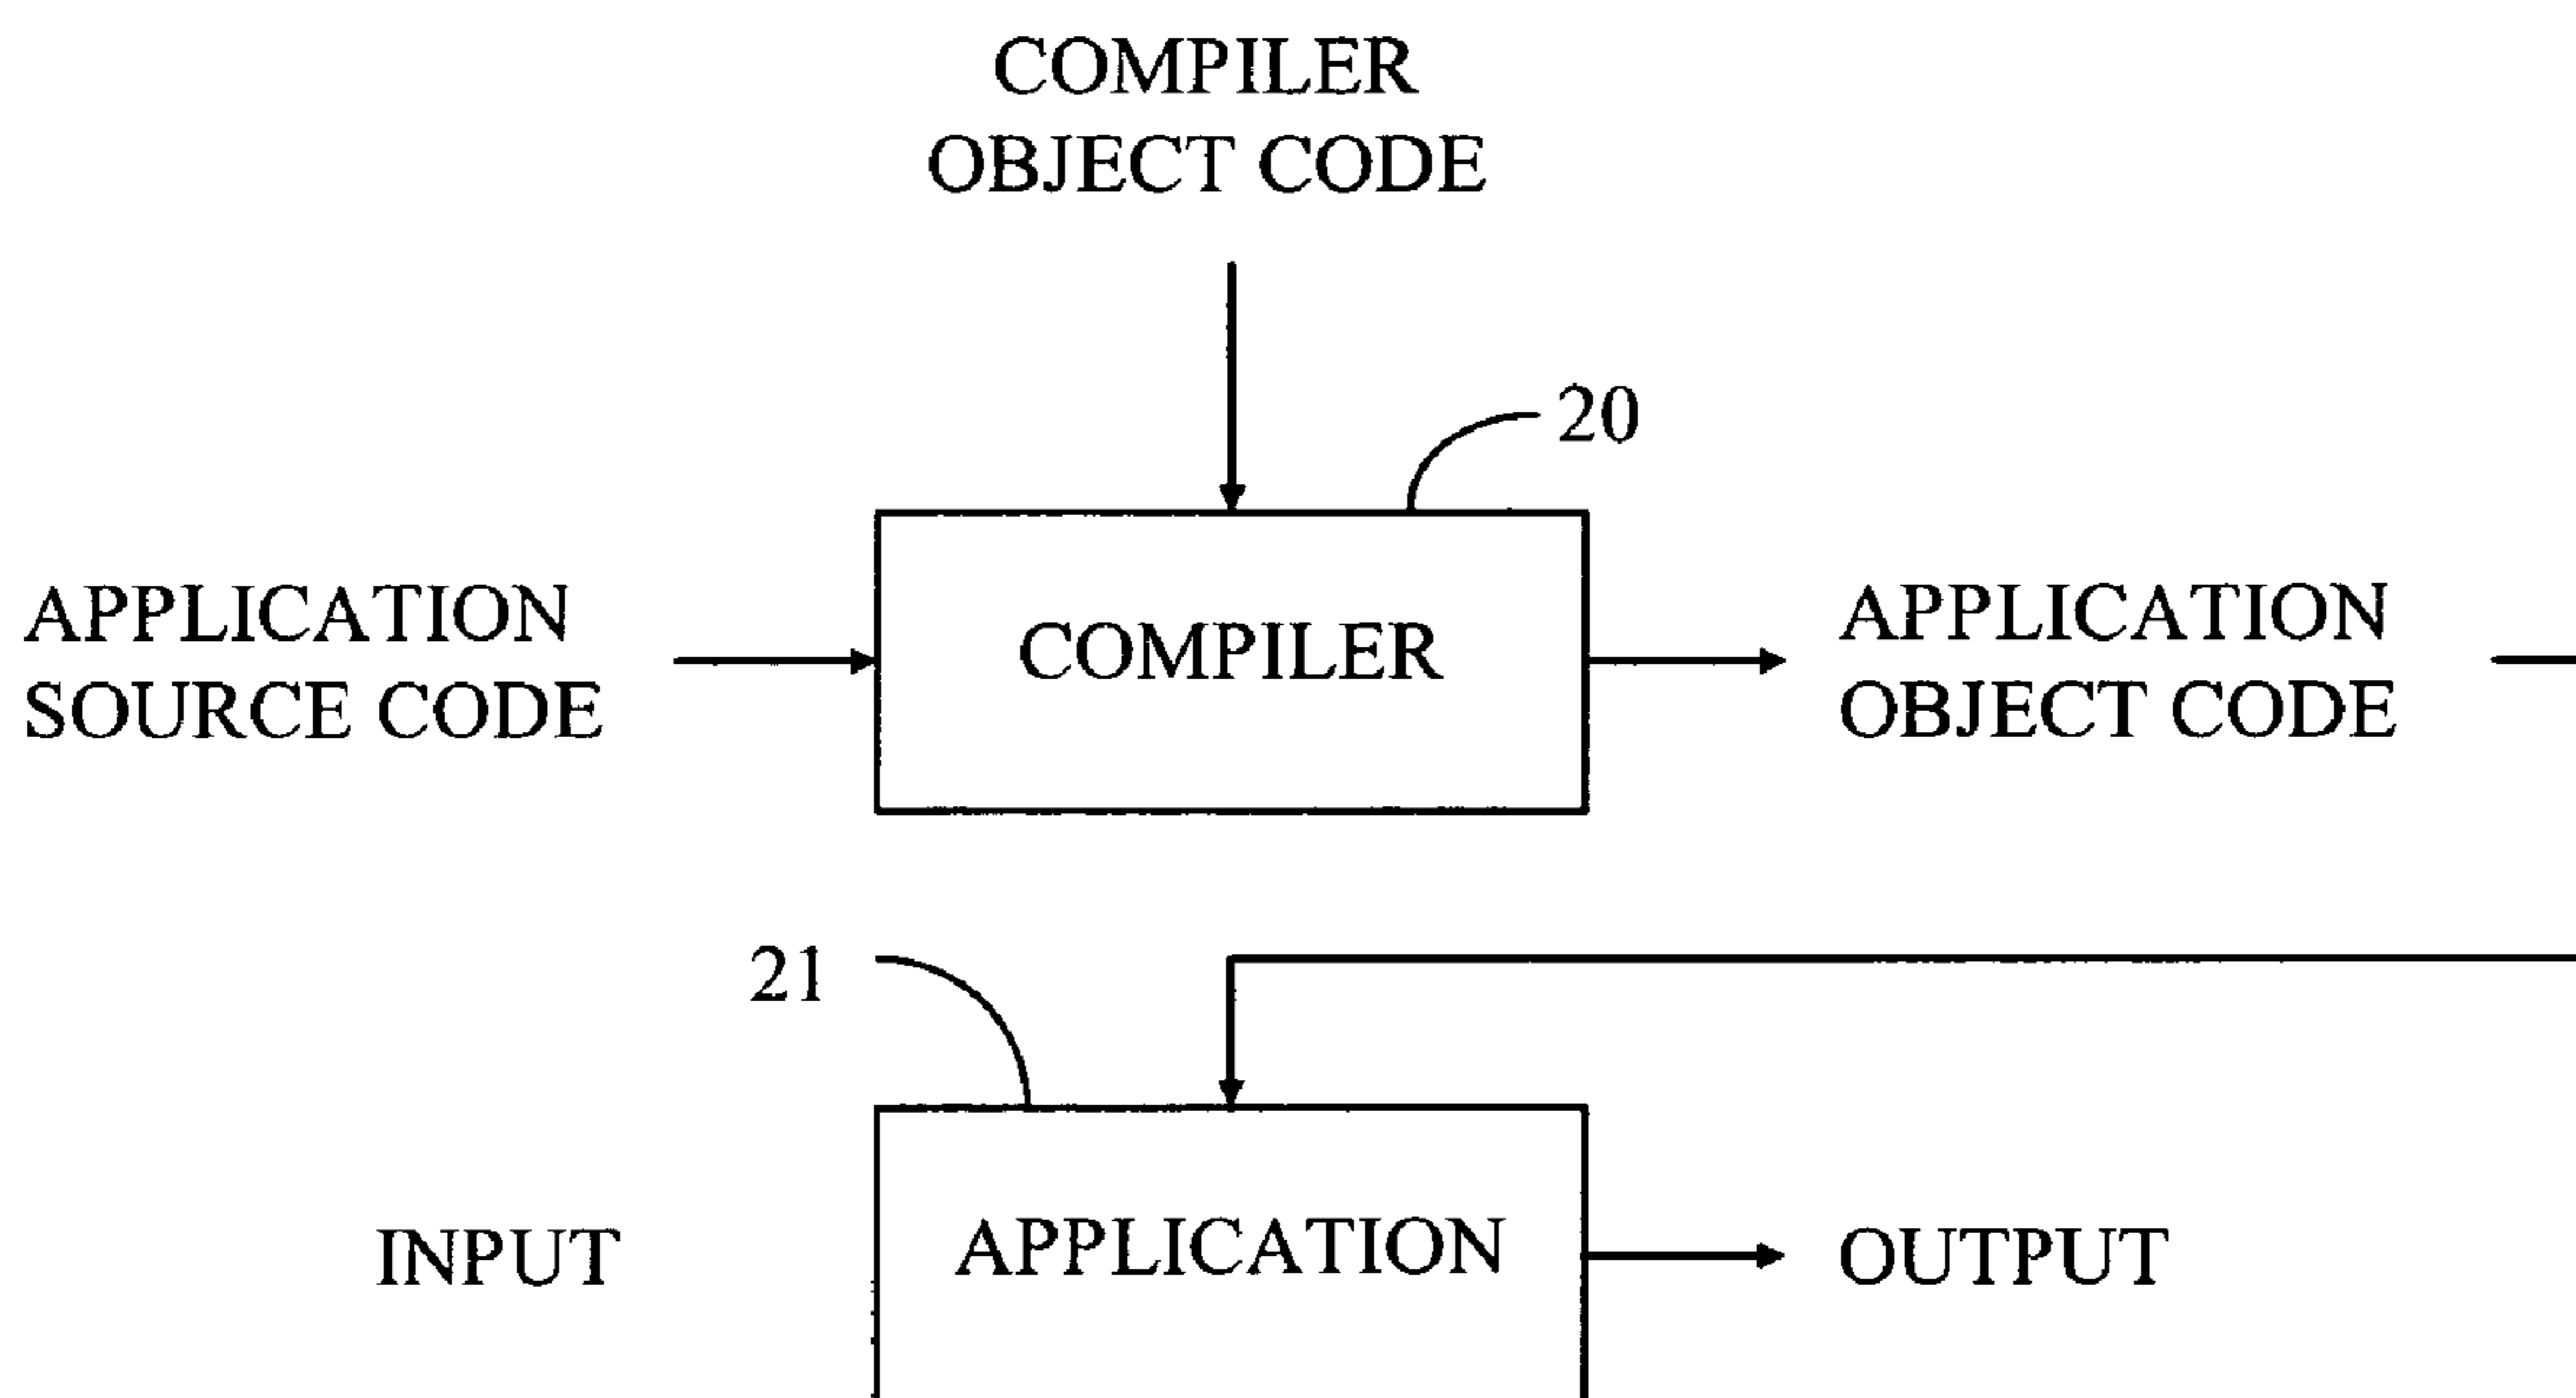 COMPILER
OBJECT CODE
20
APPLICATION
SOURCE CODE
COMPILER
APPLICATION
OBJECT CODE
21
INPUT
APPLICATION
OUTPUT